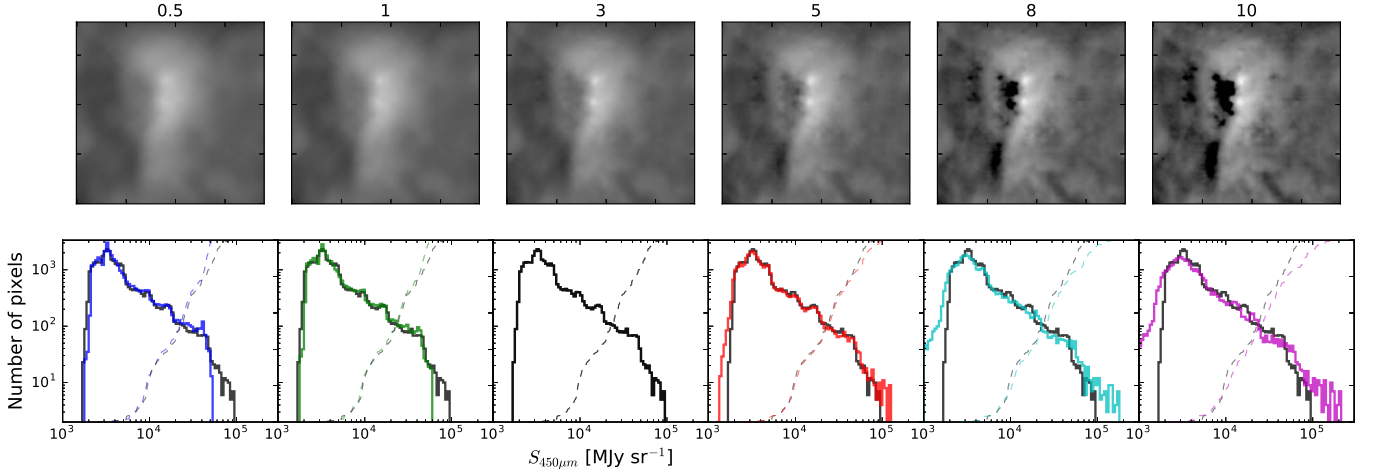 0.5 1 3 5 8 10
Number of pixels
10³
10² 
10¹
10³ 10⁴ 10⁵ 10³ 10⁴ 10⁵ 10³ 10⁴ 10⁵ 10³ 10⁴ 10⁵ 10³ 10⁴ 10⁵ 10³ 10⁴ 10⁵
S₄₅₀μm [MJy sr⁻¹]